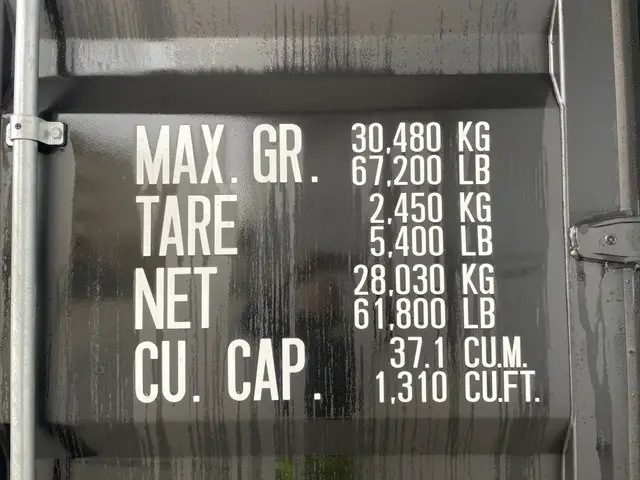 MAX. GR. 30,480 KG
67,200 LB
TARE 2,450 KG
5,400 LB
NET 28,030 KG
61,800 LB
CU. CAP. 37.1 CU.M.
1,310 CU.FT.